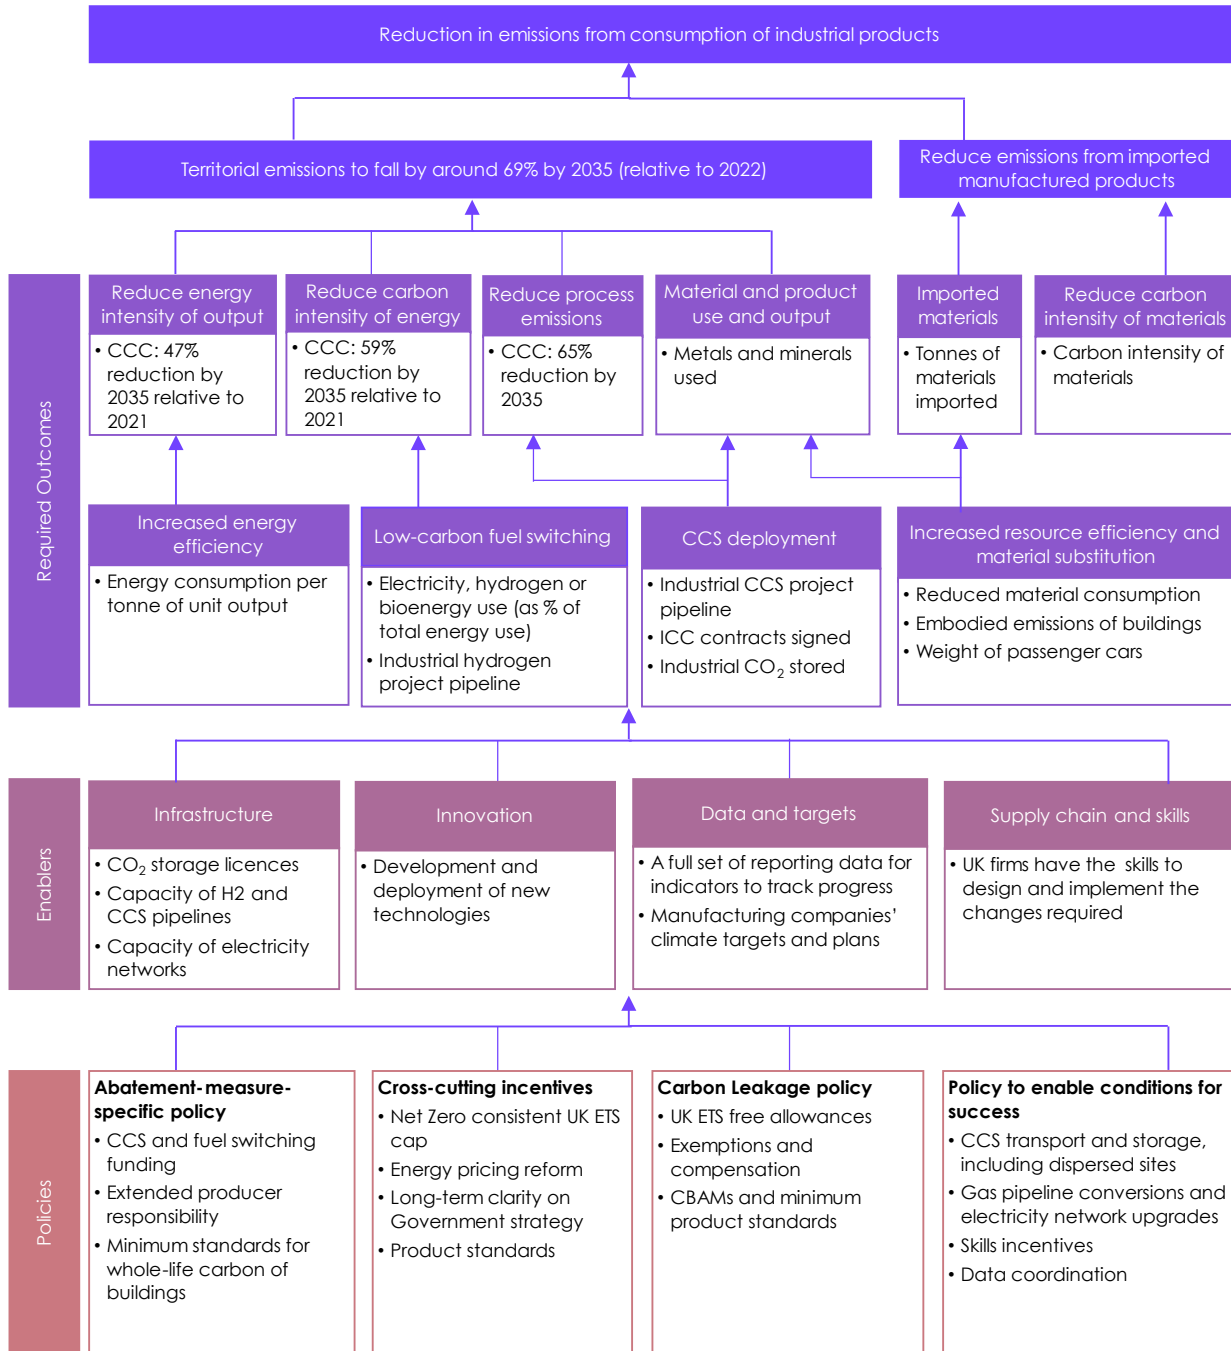 Reduction in emissions from consumption of industrial products
Territorial emissions to fall by around 69% by 2035 (relative to 2022)
Reduce emissions from imported
manufactured products
Required Outcomes
Reduce energy
intensity of output
• CCC: 47%
reduction by
2035 relative to
2021
Reduce carbon
intensity of energy
• CCC: 59%
reduction by
2035 relative to
2021
Reduce process
emissions
• CCC: 65%
reduction by
2035
Material and product
use and output
• Metals and minerals
used
Imported
materials
• Tonnes of
materials
imported
Reduce carbon
intensity of materials
• Carbon intensity of
materials
Increased energy
efficiency
• Energy consumption per
tonne of unit output
Low-carbon fuel switching
• Electricity, hydrogen or
bioenergy use (as % of
total energy use)
• Industrial hydrogen
project pipeline
CCS deployment
• Industrial CCS project
pipeline
• ICC contracts signed
• Industrial CO₂ stored
Increased resource efficiency and
material substitution
• Reduced material consumption
• Embodied emissions of buildings
• Weight of passenger cars
Enablers
Infrastructure
• CO₂ storage licences
• Capacity of H2 and
CCS pipelines
• Capacity of electricity
networks
Innovation
• Development and
deployment of new
technologies
Data and targets
• A full set of reporting data for
indicators to track progress
• Manufacturing companies'
climate targets and plans
Supply chain and skills
• UK firms have the skills to
design and implement the
changes required
Policies
Abatement-measure-
specific policy
• CCS and fuel switching
funding
• Extended producer
responsibility
• Minimum standards for
whole-life carbon of
buildings
Cross-cutting incentives
• Net Zero consistent UK ETS
cap
• Energy pricing reform
• Long-term clarity on
Government strategy
• Product standards
Carbon Leakage policy
• UK ETS free allowances
• Exemptions and
compensation
• CBAMs and minimum
product standards
Policy to enable conditions for
success
• CCS transport and storage,
including dispersed sites
• Gas pipeline conversions and
electricity network upgrades
• Skills incentives
• Data coordination